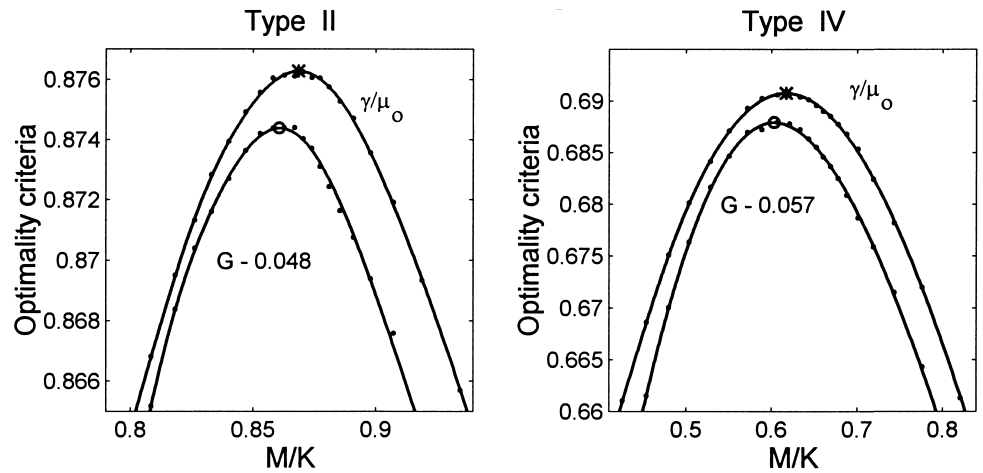 Type II
Optimality criteria
0.876
0.874
0.872
0.87
0.868
0.866
γ/μo
G - 0.048
0.8
0.85
0.9
M/K
Type IV
Optimality criteria
0.69
0.685
0.68
0.675
0.67
0.665
0.66
γ/μo
G - 0.057
0.5
0.6
0.7
0.8
M/K